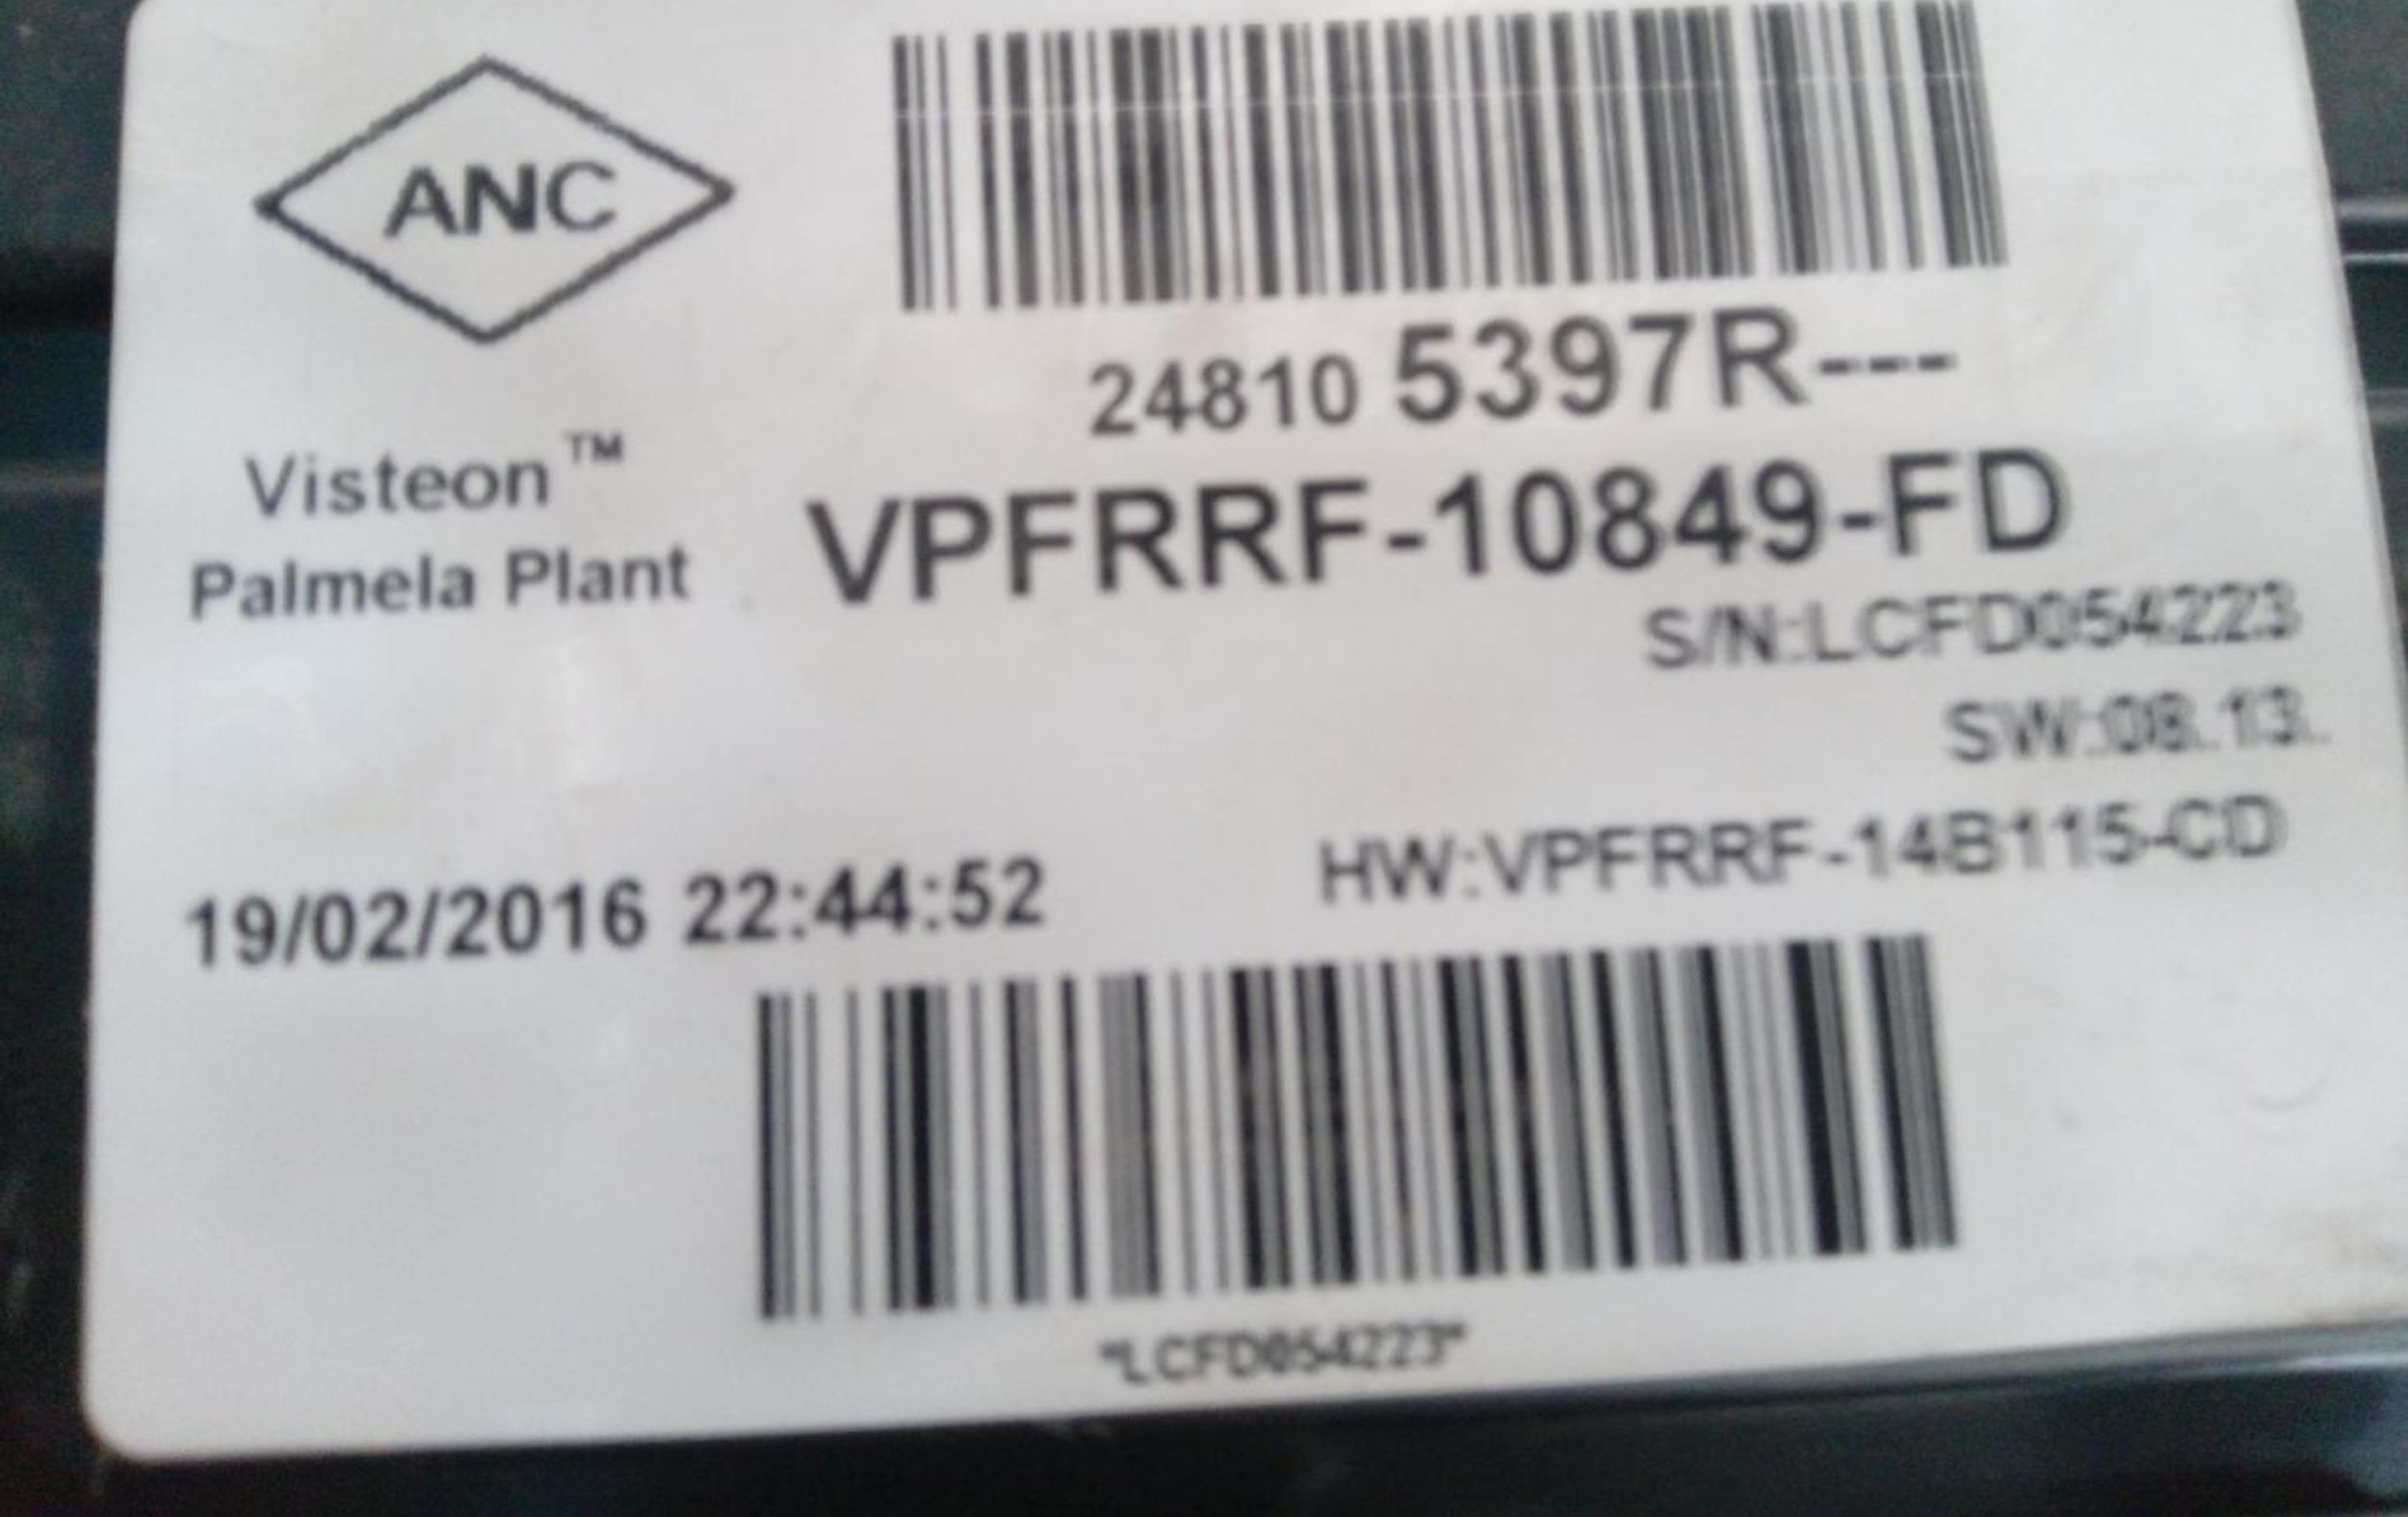 ANC
24810 5397R---
Visteon™
VPFRRF-10849-FD
Palmela Plant
S/N:LCFD054223
SW:08.13.
19/02/2016 22:44:52
HW:VPFRRF-14B115-CD
*LCFD054223*